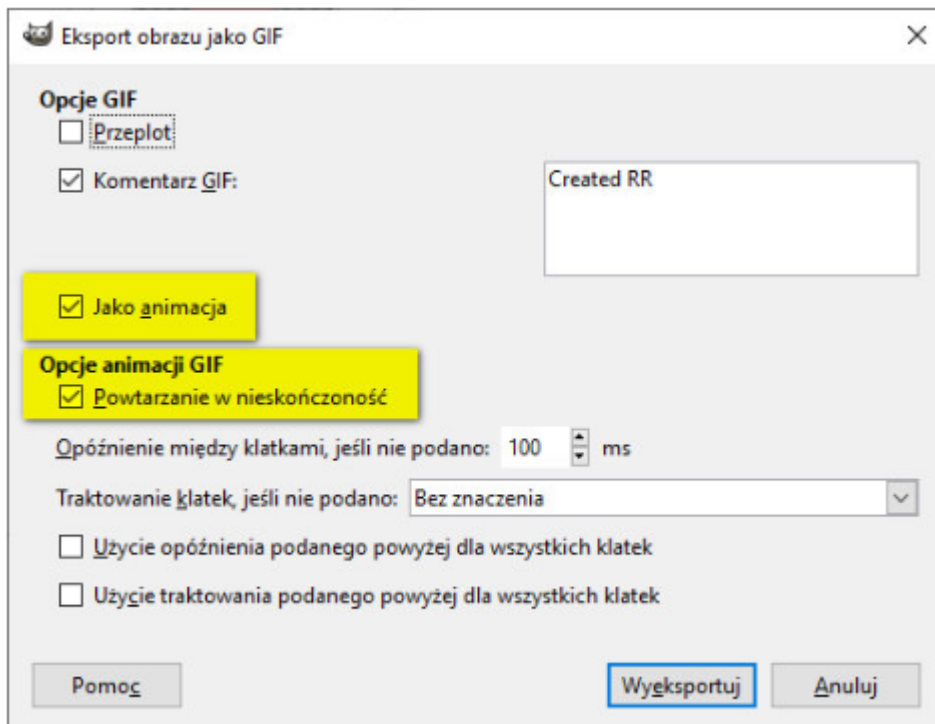 Eksport obrazu jako GIF
Opcje GIF
Przeplot
Komentarz GIF:
Created RR
Jako animacja
Opcje animacji GIF
Powtarzanie w nieskończoność
Opóźnienie między klatkami, jeśli nie podano: 100 ms
Traktowanie klatek, jeśli nie podano: Bez znaczenia
Użycie opóźnienia podanego powyżej dla wszystkich klatek
Użycie traktowania podanego powyżej dla wszystkich klatek
Pomoc Wyeksportuj Anuluj